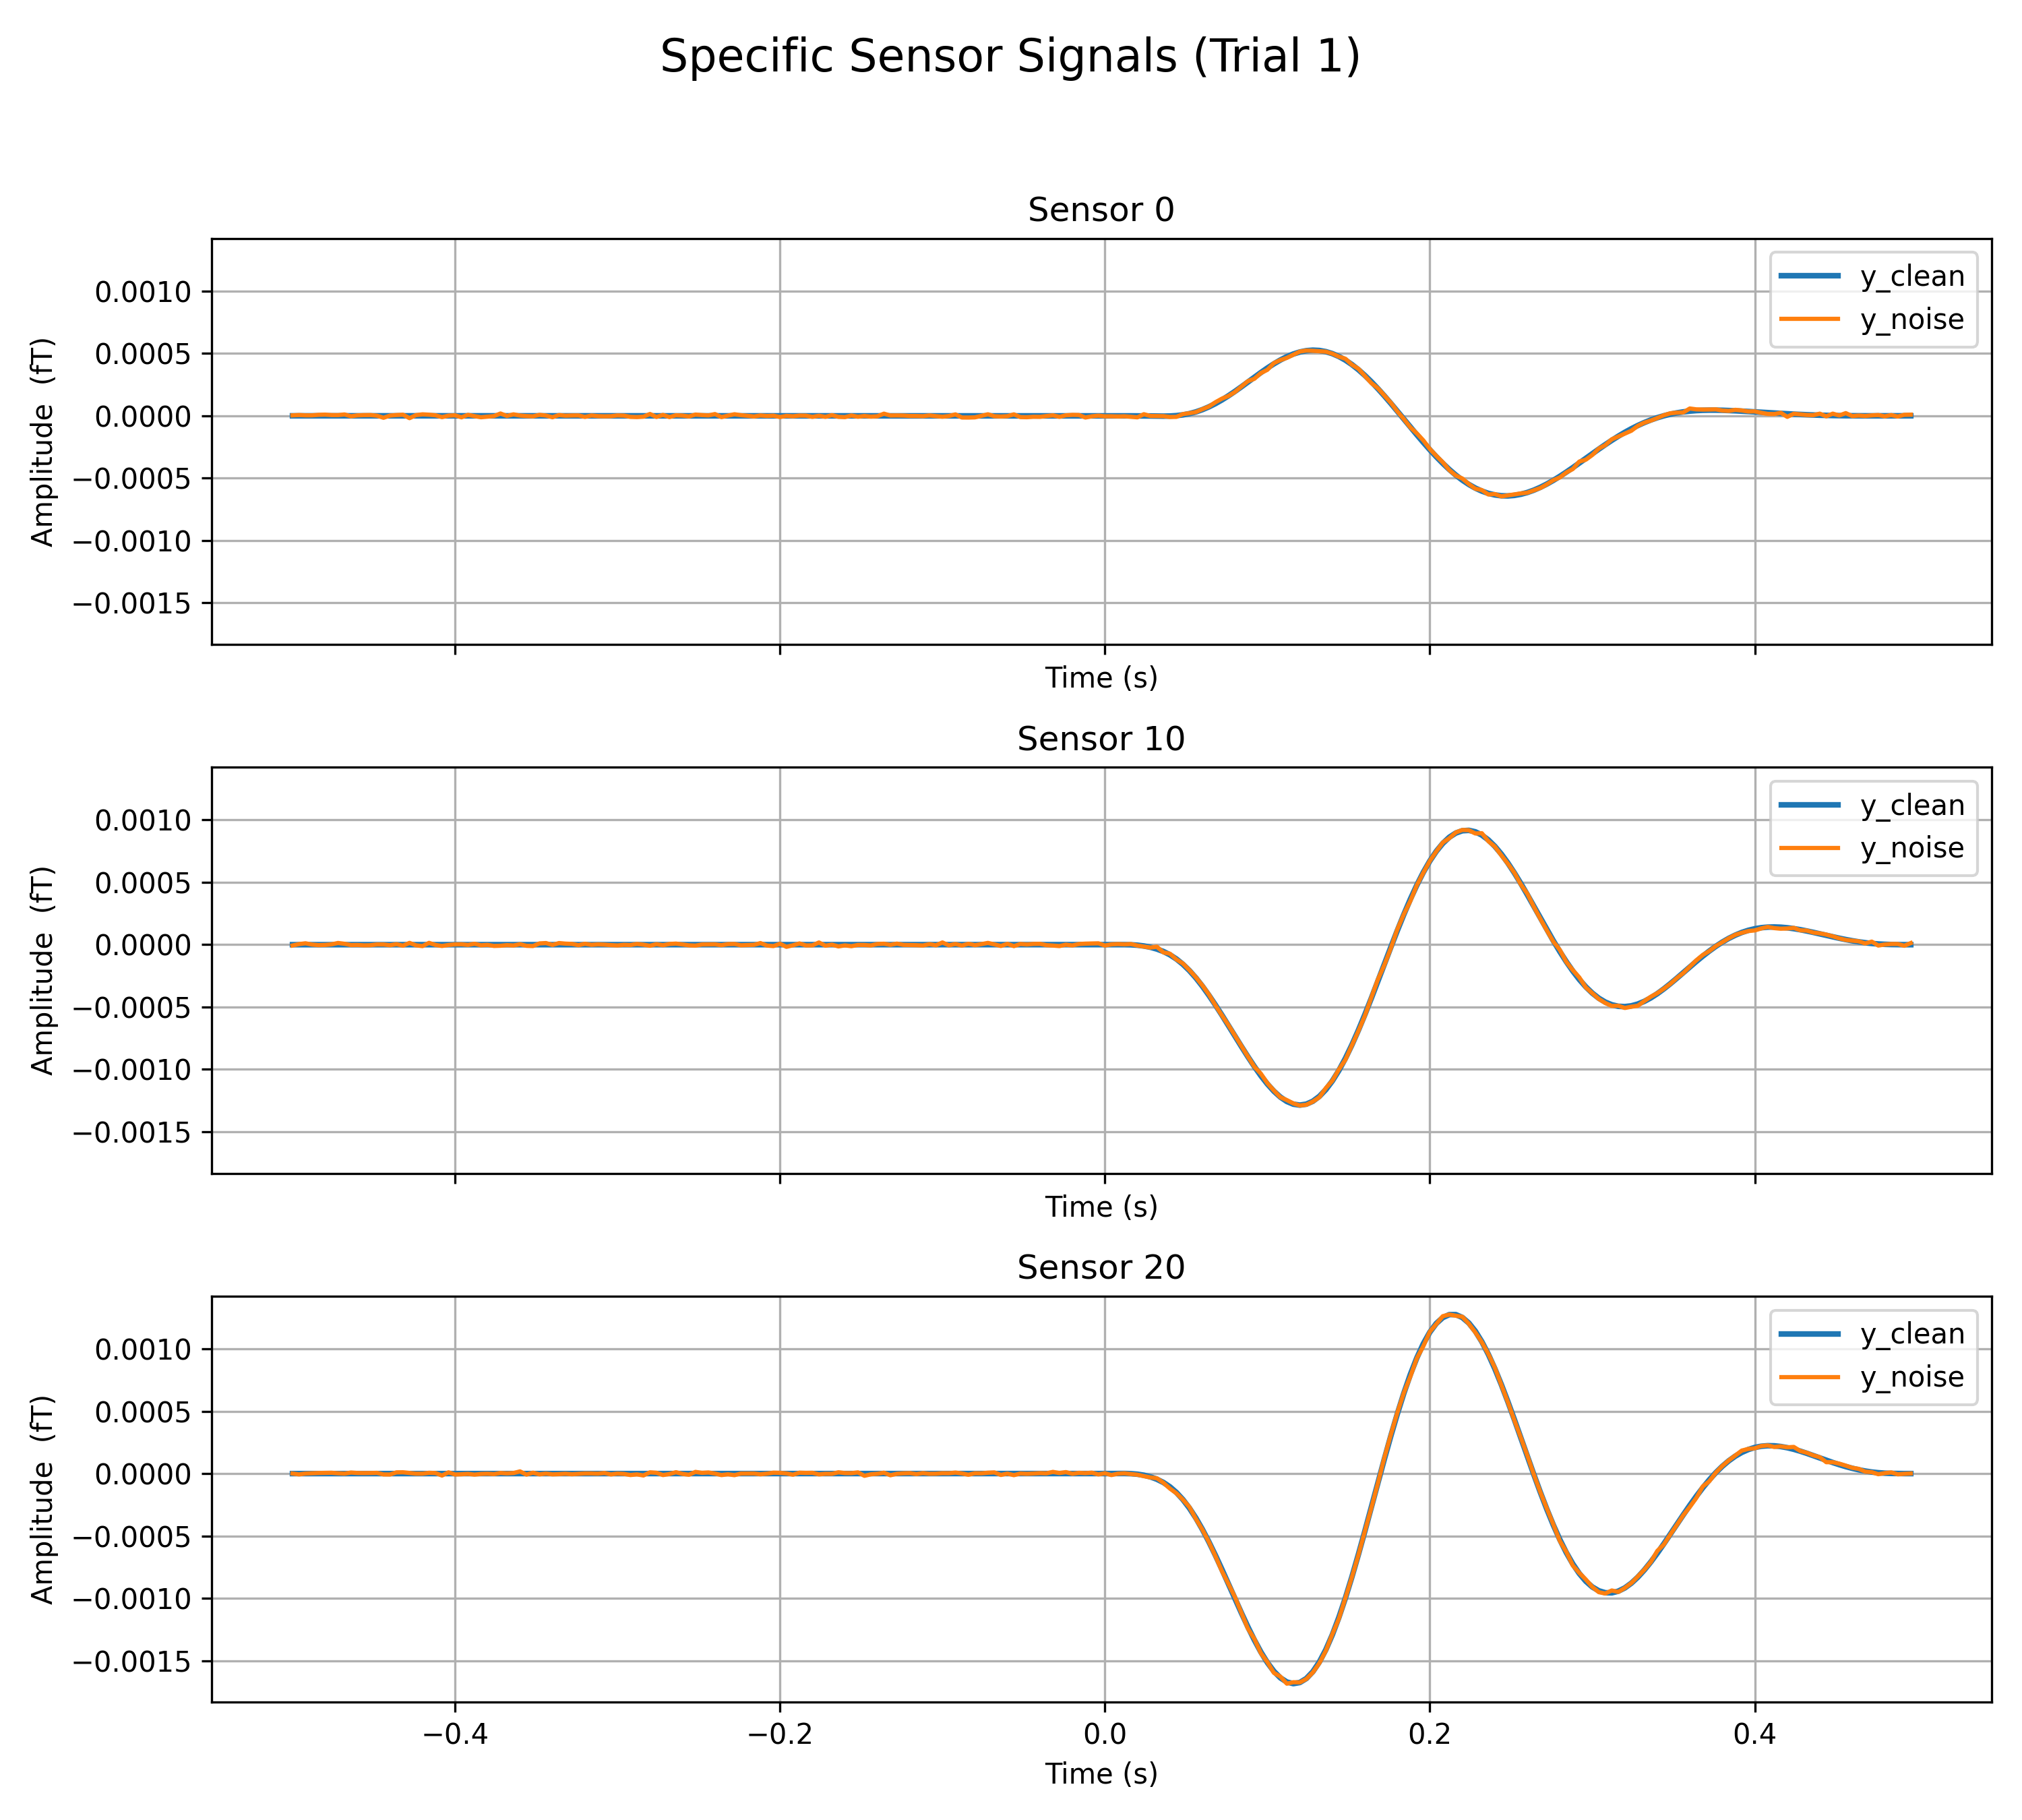 Specific Sensor Signals (Trial 1)
Sensor 0
y_clean
y_noise
0.0010
0.0005
0.0000
−0.0005
−0.0010
−0.0015
Amplitude (fT)
Time (s)
Sensor 10
y_clean
y_noise
0.0010
0.0005
0.0000
−0.0005
−0.0010
−0.0015
Amplitude (fT)
Time (s)
Sensor 20
y_clean
y_noise
0.0010
0.0005
0.0000
−0.0005
−0.0010
−0.0015
Amplitude (fT)
−0.4 −0.2 0.0 0.2 0.4
Time (s)